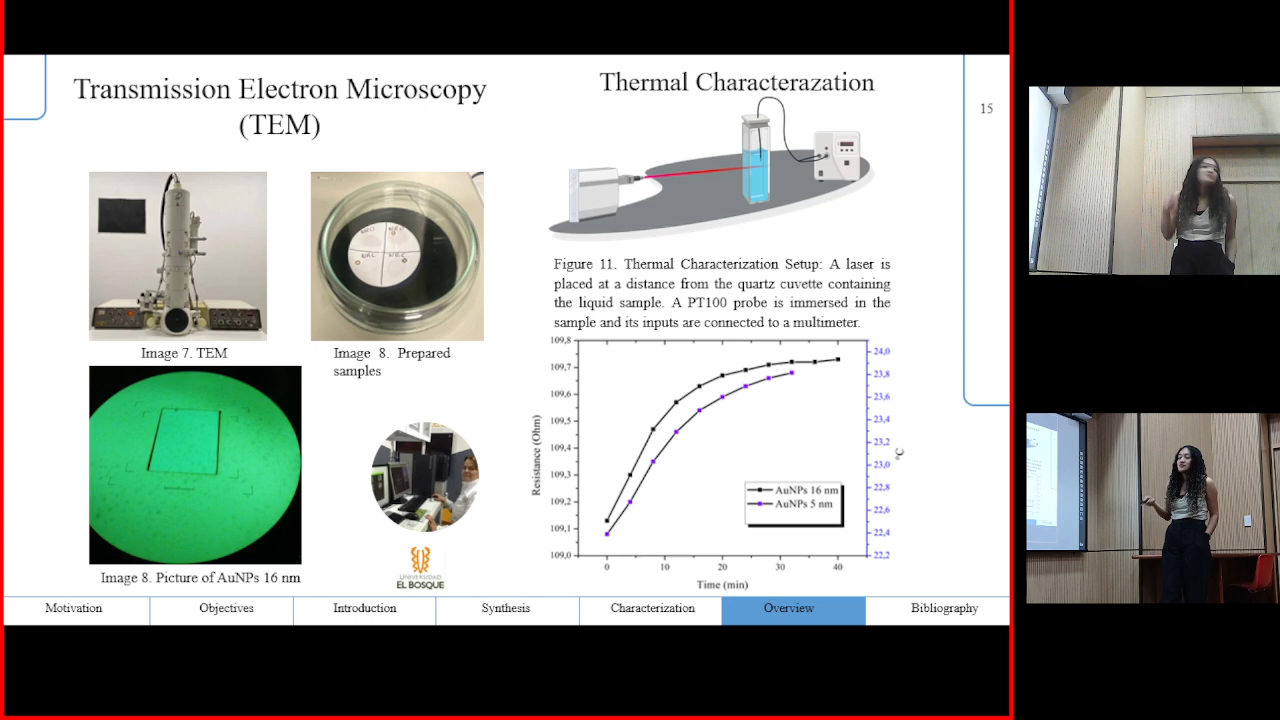 Transmission Electron Microscopy
(TEM)
Image 7. TEM
Image 8. Prepared
samples
Image 8. Picture of AuNPs 16 nm
UNIVERSIDAD
EL BOSQUE
Thermal Characterazation
15
Figure 11. Thermal Characterization Setup: A laser is
placed at a distance from the quartz cuvette containing
the liquid sample. A PT100 probe is immersed in the
sample and its inputs are connected to a multimeter.
109,8
109,7
109,6
109,5
109,4
109,3
109,2
109,1
109,0
Resistance (Ohm)
24,0
23,8
23,6
23,4
23,2
23,0
22,8
22,6
22,4
22,2
°C
AuNPs 16 nm
AuNPs 5 nm
0 10 20 30 40
Time (min)
Motivation Objectives Introduction Synthesis Characterization Overview Bibliography